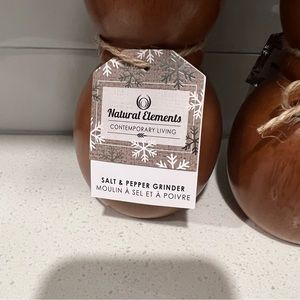 Natural Elements
CONTEMPORARY LIVING
SALT & PEPPER GRINDER
MOULIN À SEL ET À POIVRE